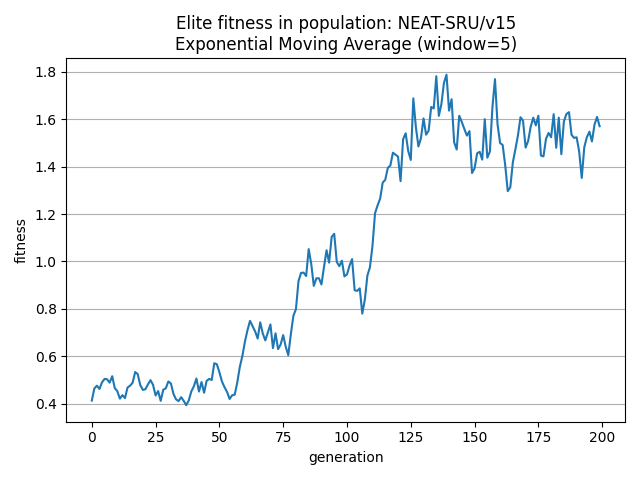 Elite fitness in population: NEAT-SRU/v15
Exponential Moving Average (window=5)
fitness
1.8
1.6
1.4
1.2
1.0
0.8
0.6
0.4
0 25 50 75 100 125 150 175 200
generation